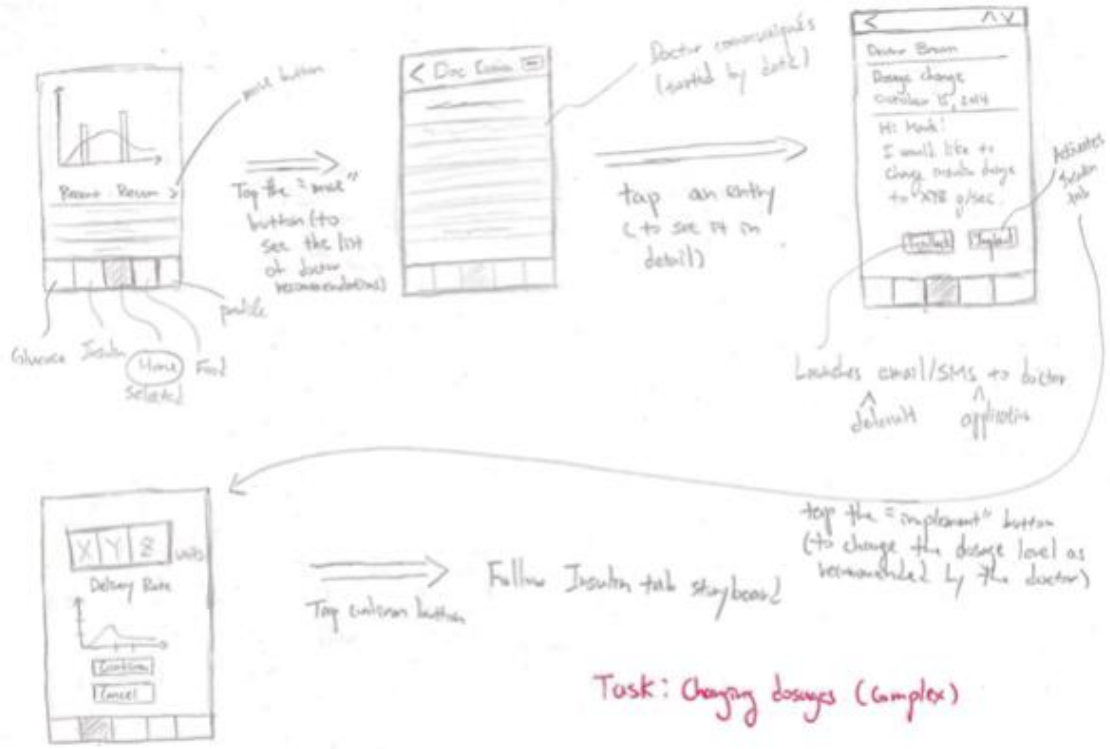 more button
Tap the "more"
button (to
see the list
of doctor
recommendations)
Glucose
Insulin
Home
selected
Food
profile
< Doc
Doctor
(sorted by date)
tap an entry
(to see it in
detail)
<
Doctor Brown
Dosage change
October 15, 2014
Hi Mark!
I would like to
change insulin dosage
to XYZ g/sec.
Activates
Insulin
tab
Launches email/SMS to doctor
default
application
tap the "implement" button
(to change the dosage level as
recommended by the doctor)
X Y Z units
Delivery Rate
Confirm
Cancel
Tap confirm button
Follow Insulin tab storyboard
Task: Changing dosages (Complex)